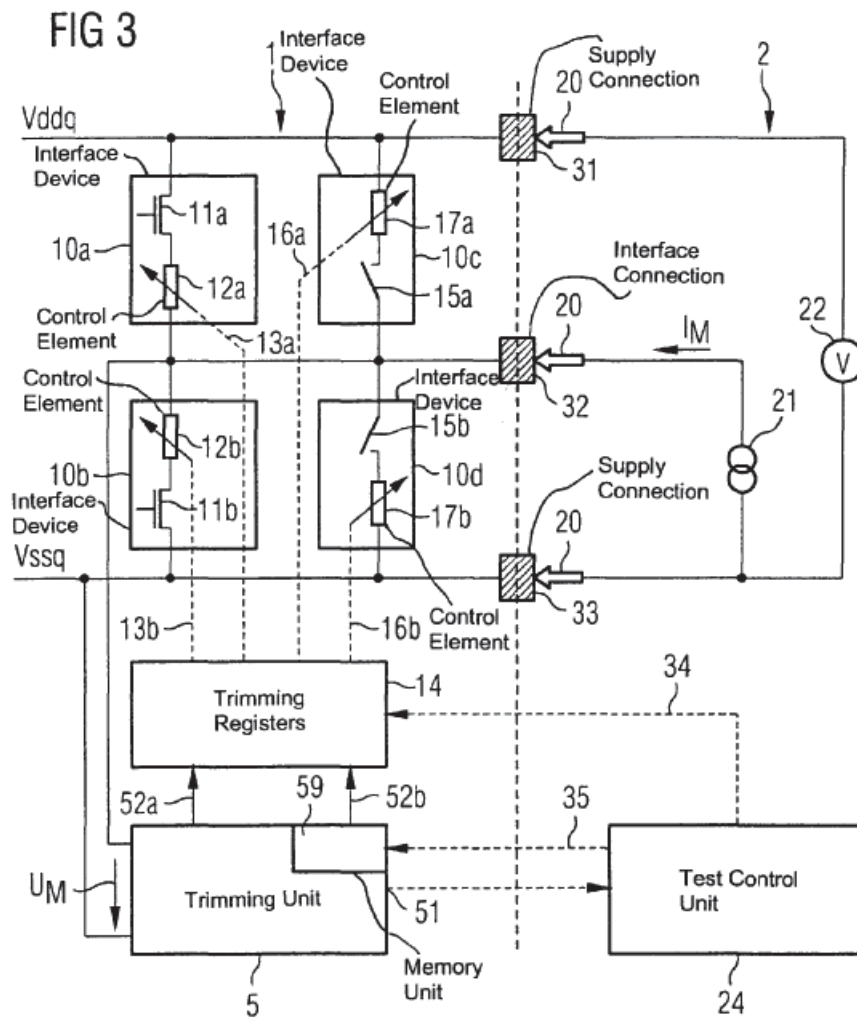 FIG 3
1
Interface
Device
Control
Element
Supply
Connection
20
2
Vddq
Interface
Device
11a
10a
12a
Control
Element
13a
16a
17a
10c
15a
31
Interface
Connection
20
IM
22
V
32
Control
Element
12b
10b
Interface
Device
11b
Interface
Device
15b
10d
17b
21
Supply
Connection
20
Vssq
33
13b
16b
Control
Element
Trimming
Registers
14
34
52a
59
52b
35
UM
Trimming Unit
51
Test Control
Unit
Memory
Unit
5
24